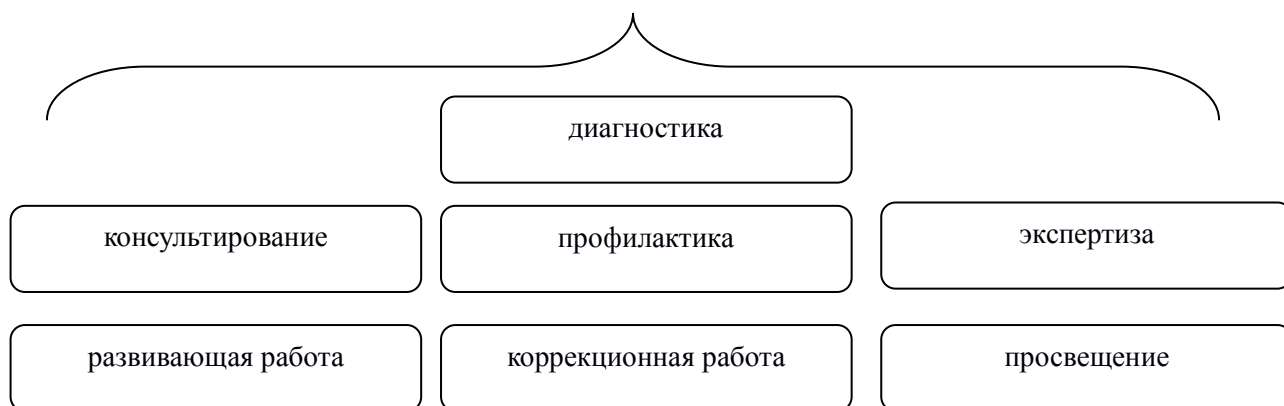 диагностика
консультирование
профилактика
экспертиза
развивающая работа
коррекционная работа
просвещение